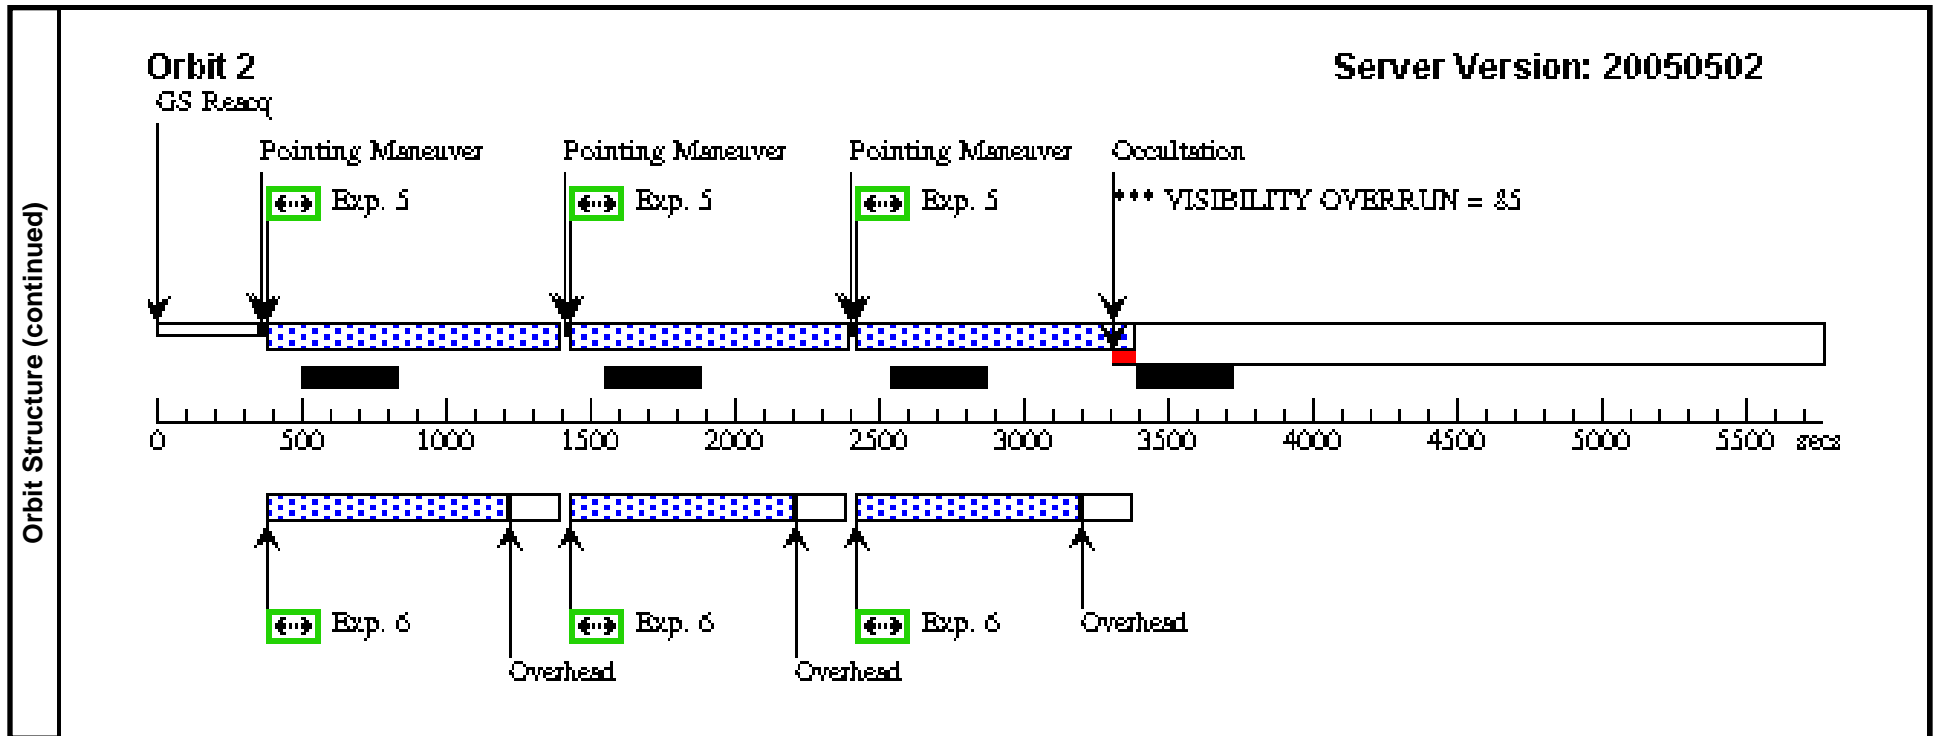 Orbit Structure (continued)
Orbit 2
Server Version: 20050502
GS Reacq
Pointing Maneuver Pointing Maneuver Pointing Maneuver Occultation
Exp. 5 Exp. 5 Exp. 5 *** VISIBILITY OVERRUN = 85
0 500 1000 1500 2000 2500 3000 3500 4000 4500 5000 5500 secs
Exp. 6 Exp. 6 Exp. 6 Overhead
Overhead Overhead